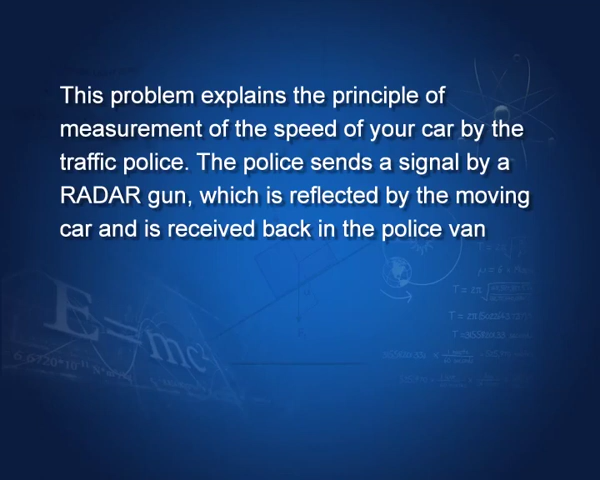 This problem explains the principle of
measurement of the speed of your car by the
traffic police. The police sends a signal by a
RADAR gun, which is reflected by the moving
car and is received back in the police van
E=mc²